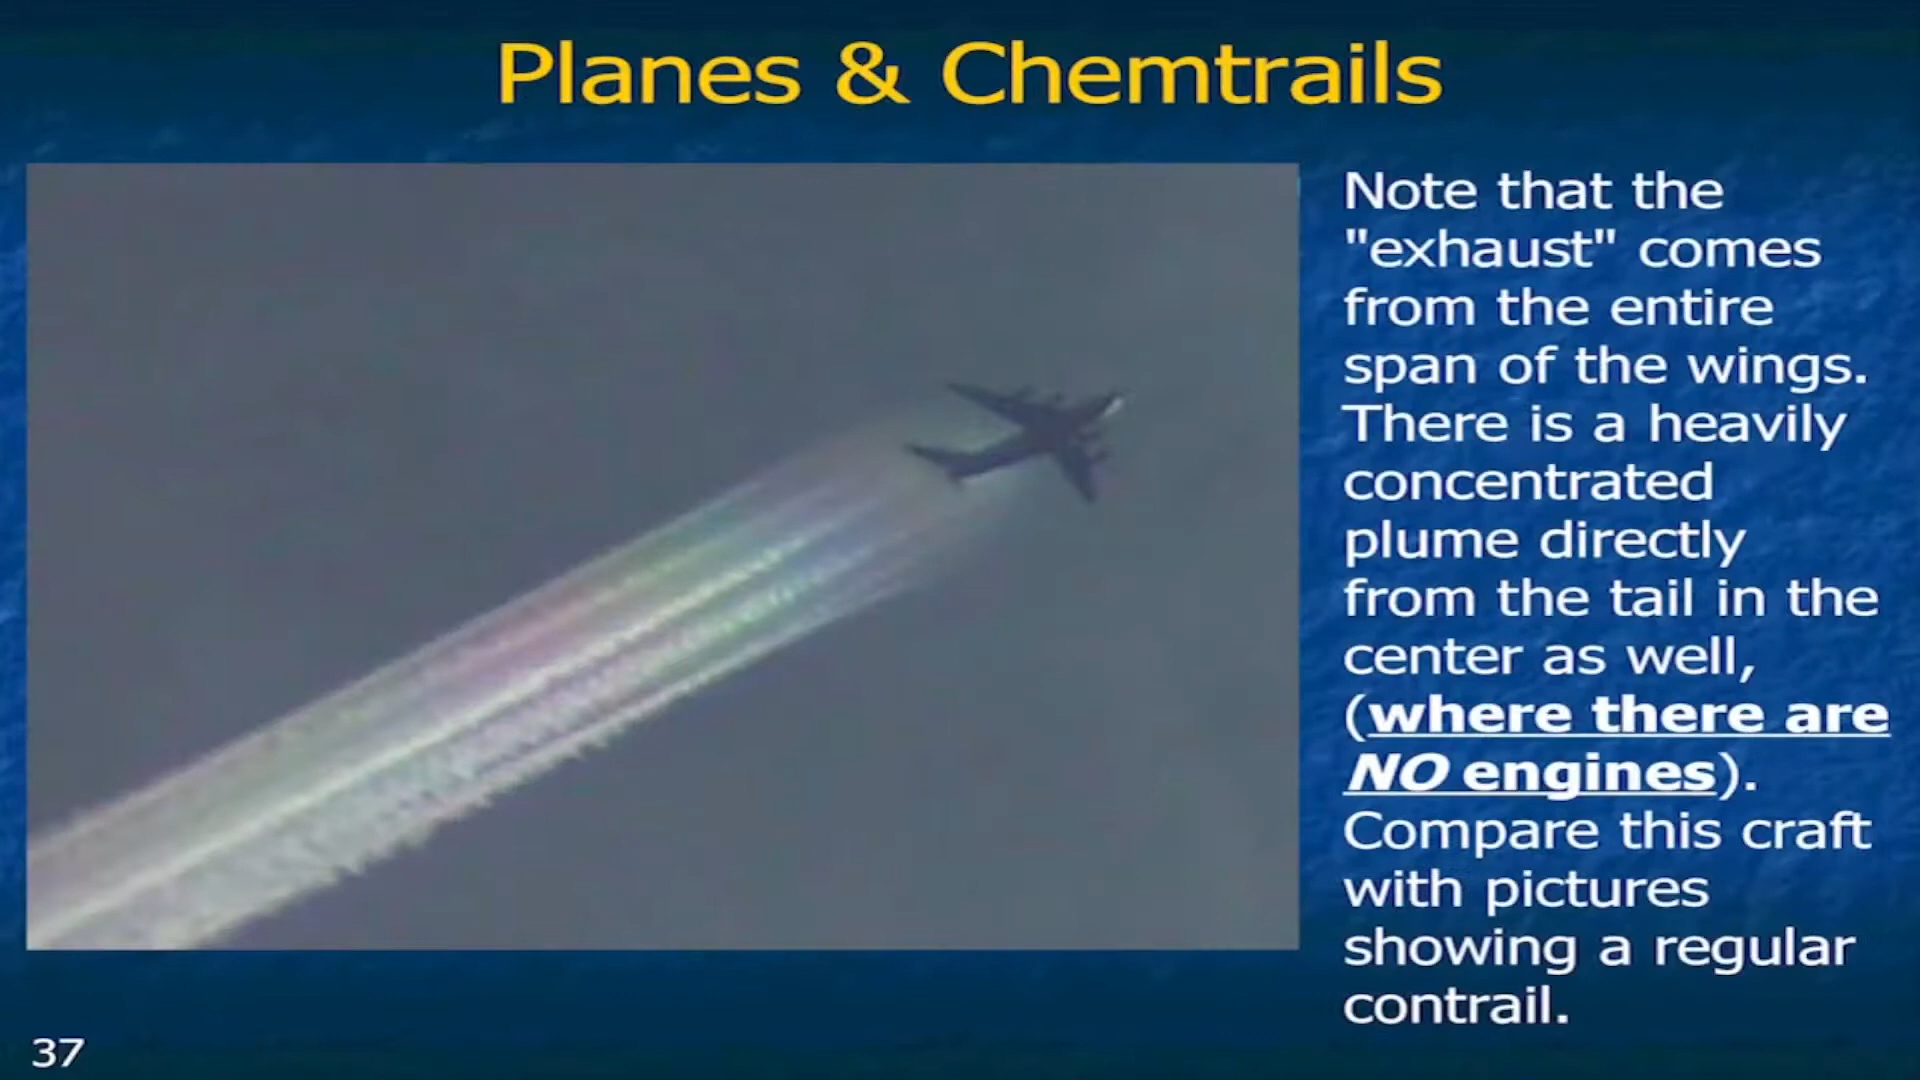 Planes & Chemtrails
Note that the
"exhaust" comes
from the entire
span of the wings.
There is a heavily
concentrated
plume directly
from the tail in the
center as well,
(where there are
NO engines).
Compare this craft
with pictures
showing a regular
contrail.
37